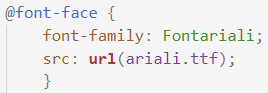 @font-face {
font-family: Fontariali;
src: url(ariali.ttf);
}